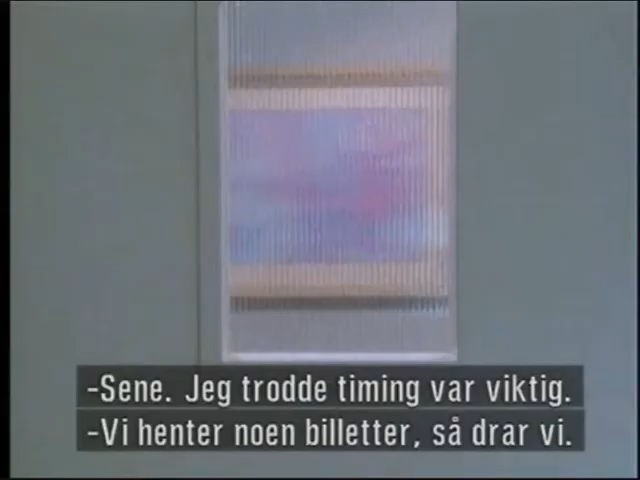 -Sene. Jeg trodde timing var viktig.
-Vi henter noen billetter, så drar vi.